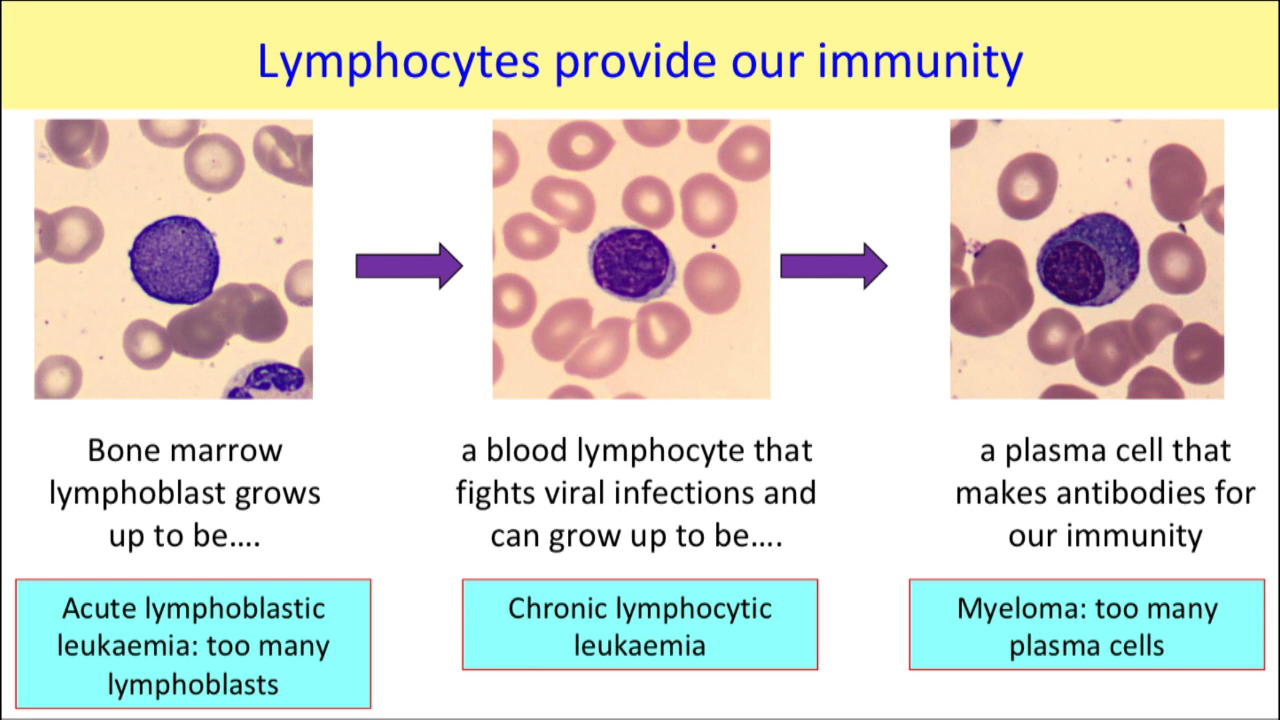 Lymphocytes provide our immunity
Bone marrow
lymphoblast grows
up to be....
a blood lymphocyte that
fights viral infections and
can grow up to be....
a plasma cell that
makes antibodies for
our immunity
Acute lymphoblastic
leukaemia: too many
lymphoblasts
Chronic lymphocytic
leukaemia
Myeloma: too many
plasma cells